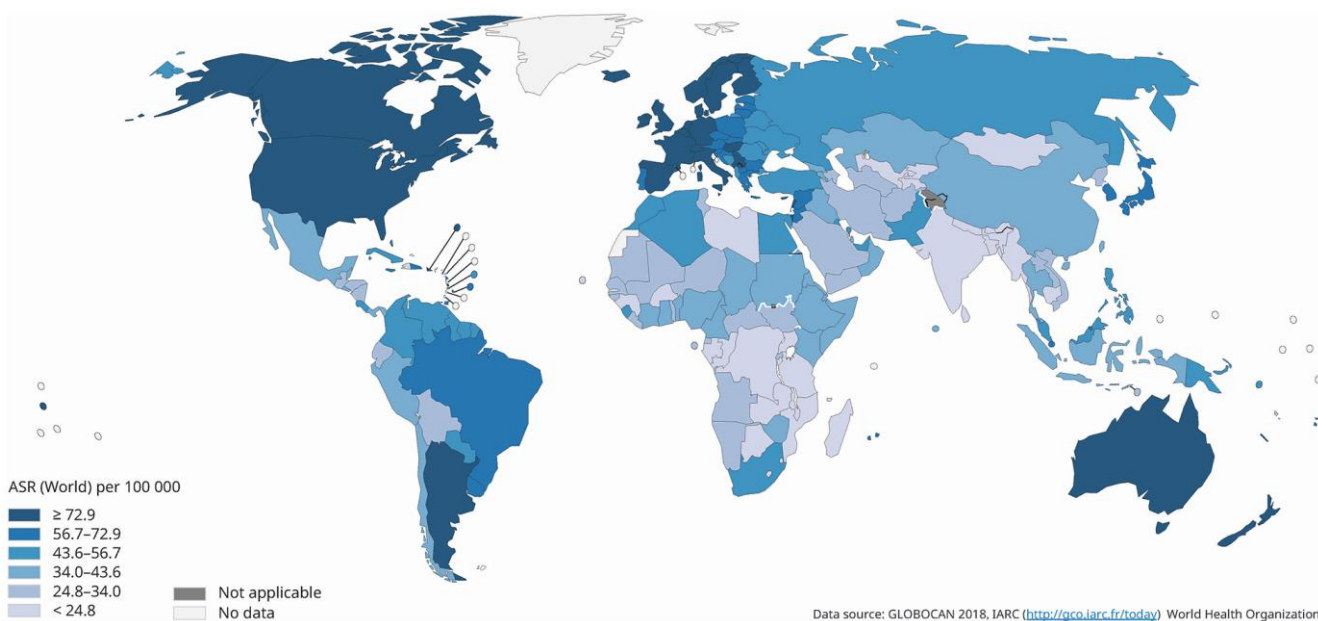 ASR (World) per 100 000
≥ 72.9
56.7–72.9
43.6–56.7
34.0–43.6
24.8–34.0
< 24.8
Not applicable
No data
Data source: GLOBOCAN 2018, IARC (http://gco.iarc.fr/today) World Health Organization